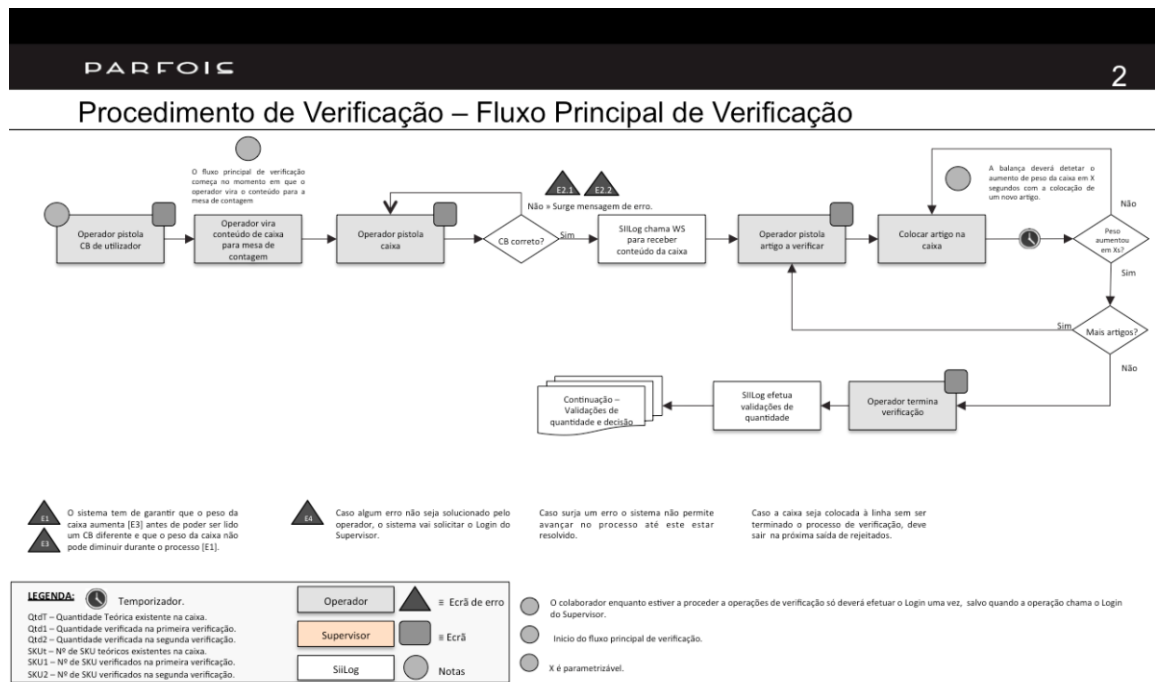 PARFOIS
2
Procedimento de Verificação – Fluxo Principal de Verificação
O fluxo principal de verificação
começa no momento em que o
operador vira o conteúdo para a
mesa de contagem
A balança deverá detetar o
aumento de peso da caixa em X
segundos com a colocação de
um novo artigo.
E2.1
E2.2
Não = Surge mensagem de erro.
Não
Operador pistola
CB de utilizador
Operador vira
conteúdo de caixa
para mesa de
contagem
Operador pistola
caixa
CB correto?
Sim
SIILog chama WS
para receber
conteúdo da caixa
Operador pistola
artigo a verificar
Colocar artigo na
caixa
Peso
aumentou
em Xs?
Sim
Sim
Mais artigos?
Não
Continuação –
Validações de
quantidade e decisão
SIILog efetua
validações de
quantidade
Operador termina
verificação
E1
E3
O sistema tem de garantir que o peso da
caixa aumenta [E3] antes de poder ser lido
um CB diferente e que o peso da caixa não
pode diminuir durante o processo [E1].
E4
Caso algum erro não seja solucionado pelo
operador, o sistema vai solicitar o Login do
Supervisor.
Caso surja um erro o sistema não permite
avançar no processo até este estar
resolvido.
Caso a caixa seja colocada à linha sem ser
terminado o processo de verificação, deve
sair na próxima saída de rejeitados.
LEGENDA:
Temporizador.
QtdT – Quantidade Teórica existente na caixa.
Qtd1 – Quantidade verificada na primeira verificação.
Qtd2 – Quantidade verificada na segunda verificação.
SKUt – Nº de SKU teóricos existentes na caixa.
SKU1 – Nº de SKU verificados na primeira verificação.
SKU2 – Nº de SKU verificados na segunda verificação.
Operador
Supervisor
SiiLog
≡ Ecrã de erro
≡ Ecrã
Notas
O colaborador enquanto estiver a proceder a operações de verificação só deverá efetuar o Login uma vez, salvo quando a operação chama o Login
do Supervisor.
Inicio do fluxo principal de verificação.
X é parametrizável.